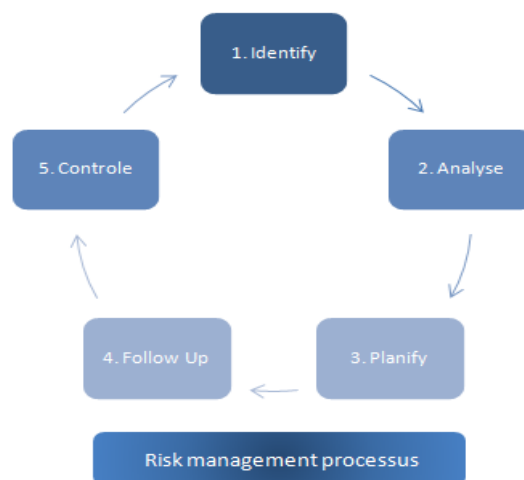 1. Identify
2. Analyse
3. Planify
4. Follow Up
5. Controle
Risk management processus